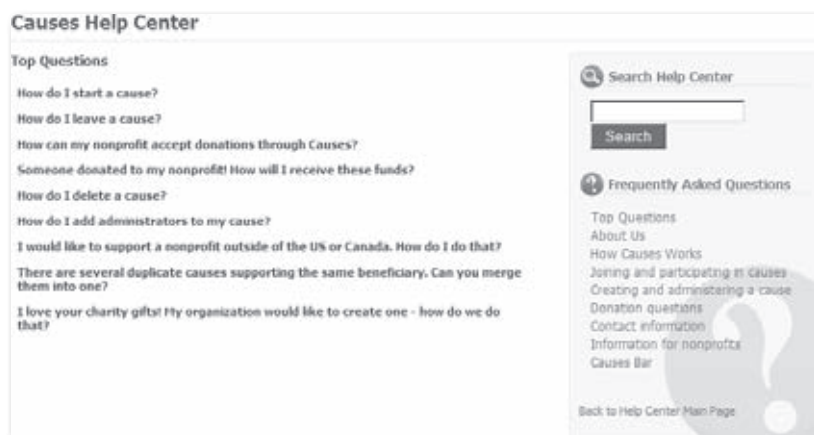 Causes Help Center
Top Questions
How do I start a cause?
How do I leave a cause?
How can my nonprofit accept donations through Causes?
Someone donated to my nonprofit! How will I receive these funds?
How do I delete a cause?
How do I add administrators to my cause?
I would like to support a nonprofit outside of the US or Canada. How do I do that?
There are several duplicate causes supporting the same beneficiary. Can you merge
them into one?
I love your charity gifts! My organization would like to create one - how do we do
that?
Search Help Center
Search
Frequently Asked Questions
Top Questions
About Us
How Causes Works
Joining and participating in causes
Creating and administering a cause
Donation questions
Contact information
Information for nonprofits
Causes Bar
Back to Help Center Main Page